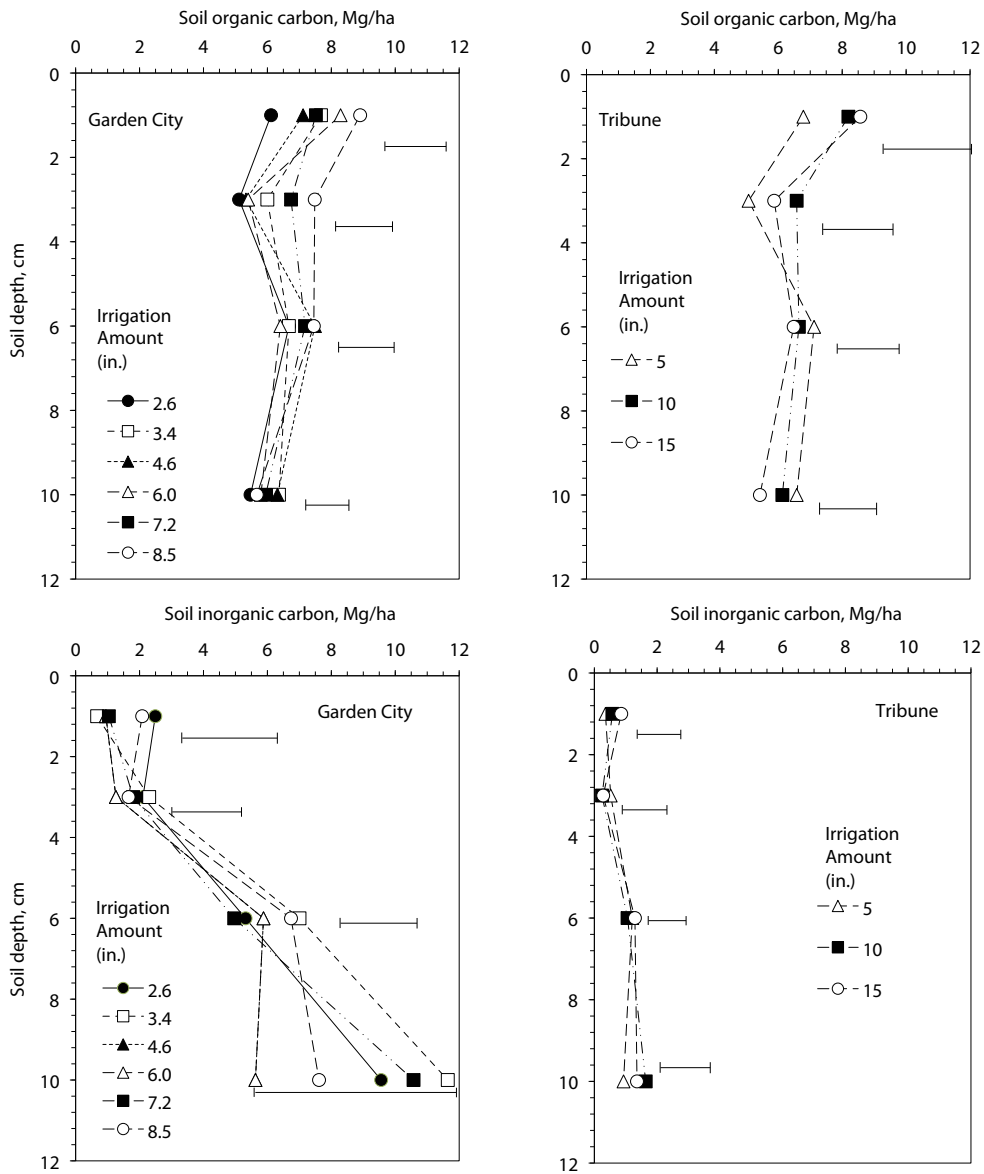 Soil organic carbon, Mg/ha
0 2 4 6 8 10 12
0
2
4
6
8
10
12
Soil depth, cm
Garden City
Irrigation
Amount
(in.)
2.6
3.4
4.6
6.0
7.2
8.5
Soil organic carbon, Mg/ha
0 2 4 6 8 10 12
0
2
4
6
8
10
12
Tribune
Irrigation
Amount
(in.)
5
10
15
Soil inorganic carbon, Mg/ha
0 2 4 6 8 10 12
0
2
4
6
8
10
12
Soil depth, cm
Garden City
Irrigation
Amount
(in.)
2.6
3.4
4.6
6.0
7.2
8.5
Soil inorganic carbon, Mg/ha
0 2 4 6 8 10 12
0
2
4
6
8
10
12
Tribune
Irrigation
Amount
(in.)
5
10
15